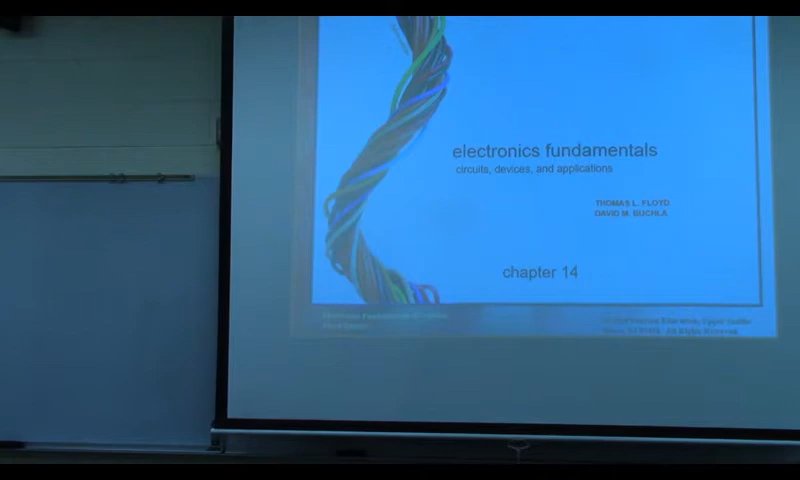 electronics fundamentals
circuits, devices, and applications
THOMAS L. FLOYD
DAVID M. BUCHLA
chapter 14